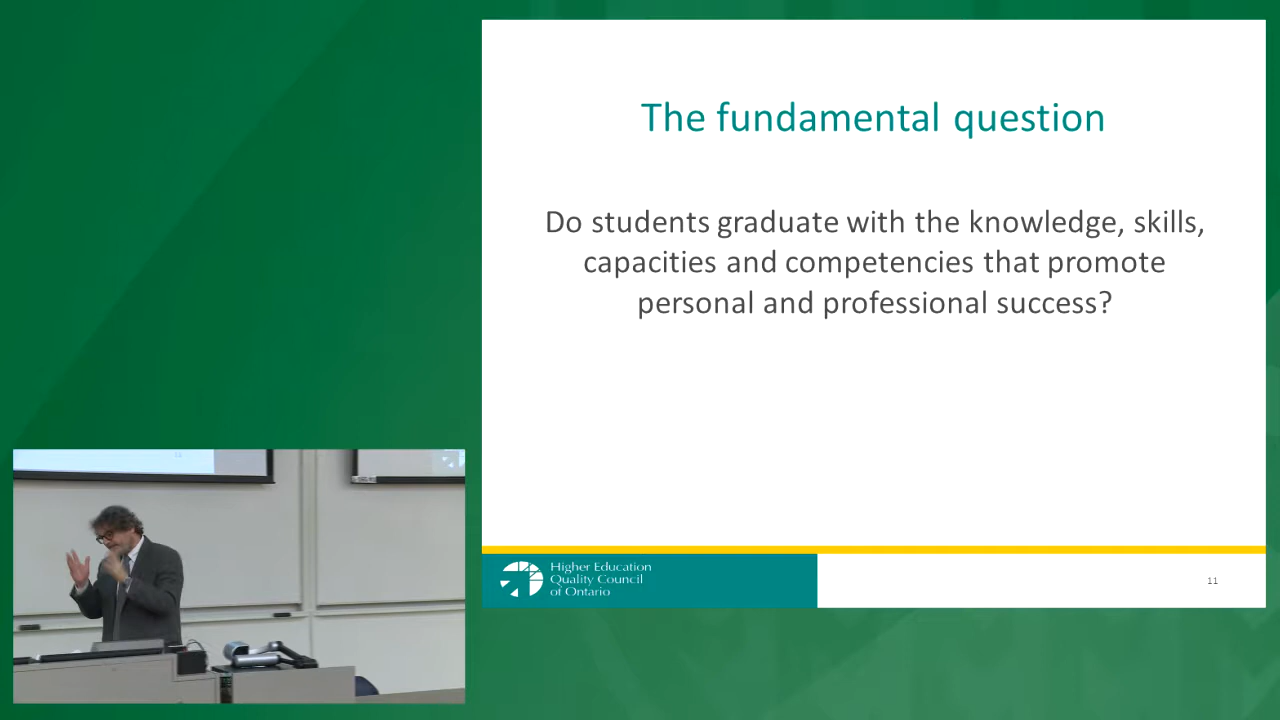 The fundamental question
Do students graduate with the knowledge, skills,
capacities and competencies that promote
personal and professional success?
Higher Education
Quality Council
of Ontario
11